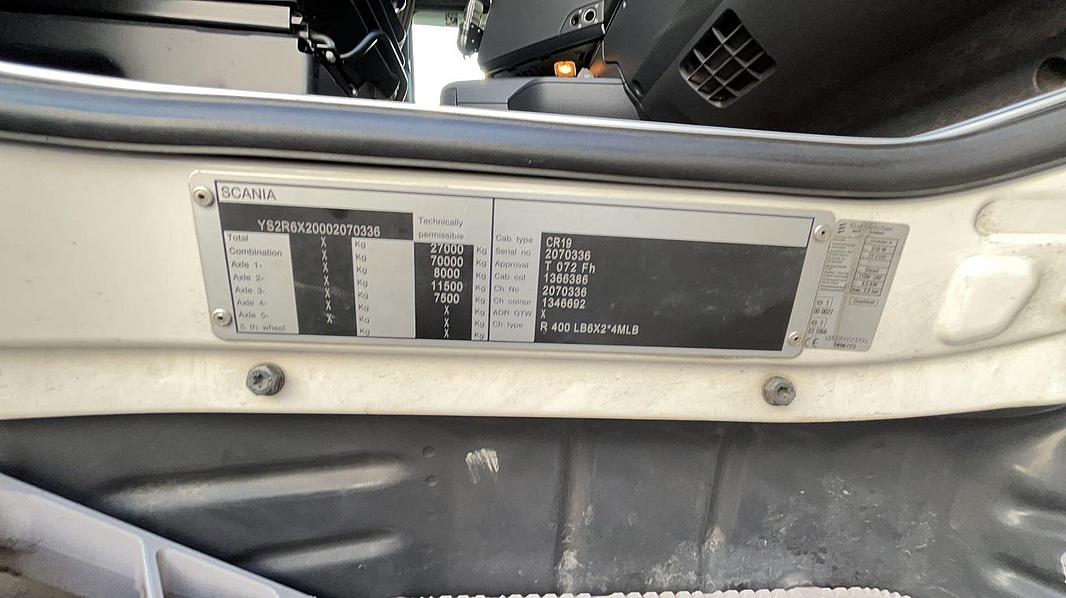 SCANIA
YS2R6X20002070336
Technically
permissible
Total X Kg 27000 Kg
Combination X Kg 70000 Kg
Axle 1- X Kg 8000 Kg
Axle 2- X Kg 11500 Kg
Axle 3- X Kg 7500 Kg
Axle 4- X Kg X Kg
Axle 5- X Kg X Kg
5 th wheel X Kg X Kg
Cab type CR19
Serial no 2070336
Approval T 072 Fh
Cab col 1366386
Ch No 2070336
Ch colour 1346692
ADR GTW X
Ch type R 400 LB6X2*4MLB